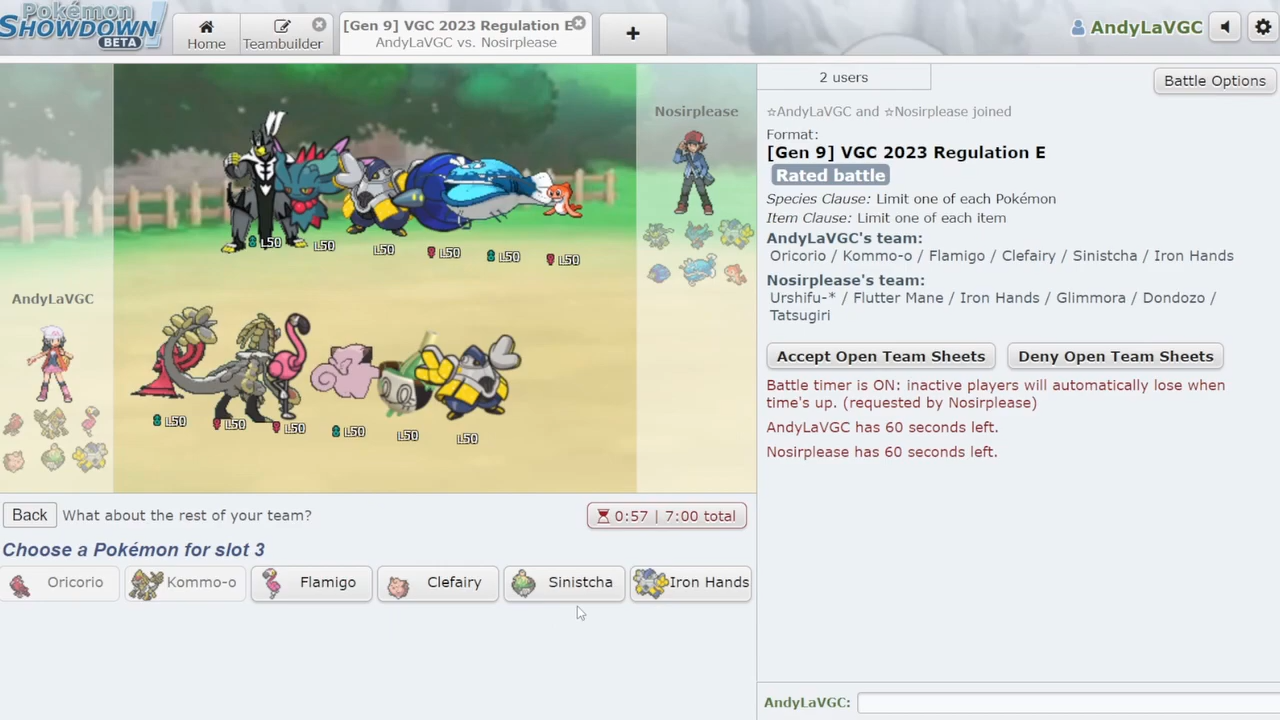 Pokémon
SHOWDOWN!
BETA
Home
Teambuilder
[Gen 9] VGC 2023 Regulation E
AndyLaVGC vs. Nosirplease
+
AndyLaVGC
2 users
Battle Options
☆AndyLaVGC and ☆Nosirplease joined
Format:
[Gen 9] VGC 2023 Regulation E
Rated battle
Species Clause: Limit one of each Pokémon
Item Clause: Limit one of each item
AndyLaVGC's team:
Oricorio / Kommo-o / Flamigo / Clefairy / Sinistcha / Iron Hands
Nosirplease's team:
Urshifu-* / Flutter Mane / Iron Hands / Glimmora / Dondozo /
Tatsugiri
Accept Open Team Sheets
Deny Open Team Sheets
Battle timer is ON: inactive players will automatically lose when
time's up. (requested by Nosirplease)
AndyLaVGC has 60 seconds left.
Nosirplease has 60 seconds left.
Nosirplease
L50
L50
L50
L50
L50
L50
AndyLaVGC
L50
L50
L50
L50
L50
L50
Back
What about the rest of your team?
0:57 | 7:00 total
Choose a Pokémon for slot 3
Oricorio
Kommo-o
Flamigo
Clefairy
Sinistcha
Iron Hands
AndyLaVGC: